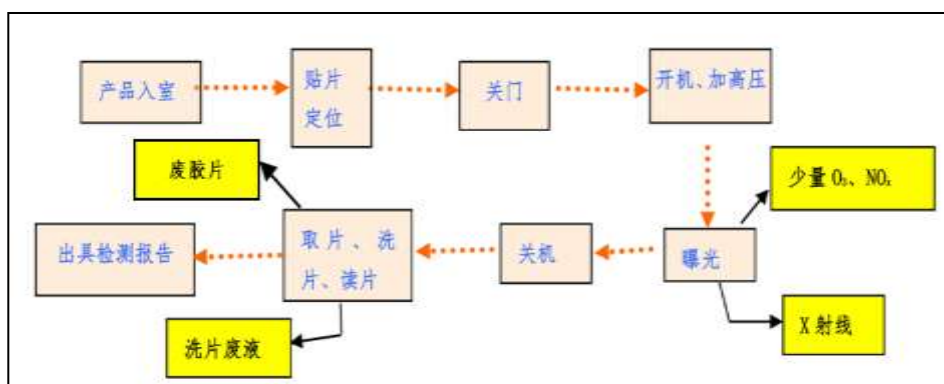 产品入室
贴片
定位
关门
开机、加高压
废胶片
少量 O₃、NOₓ
出具检测报告
取片、洗
片、读片
关机
曝光
洗片废液
X 射线